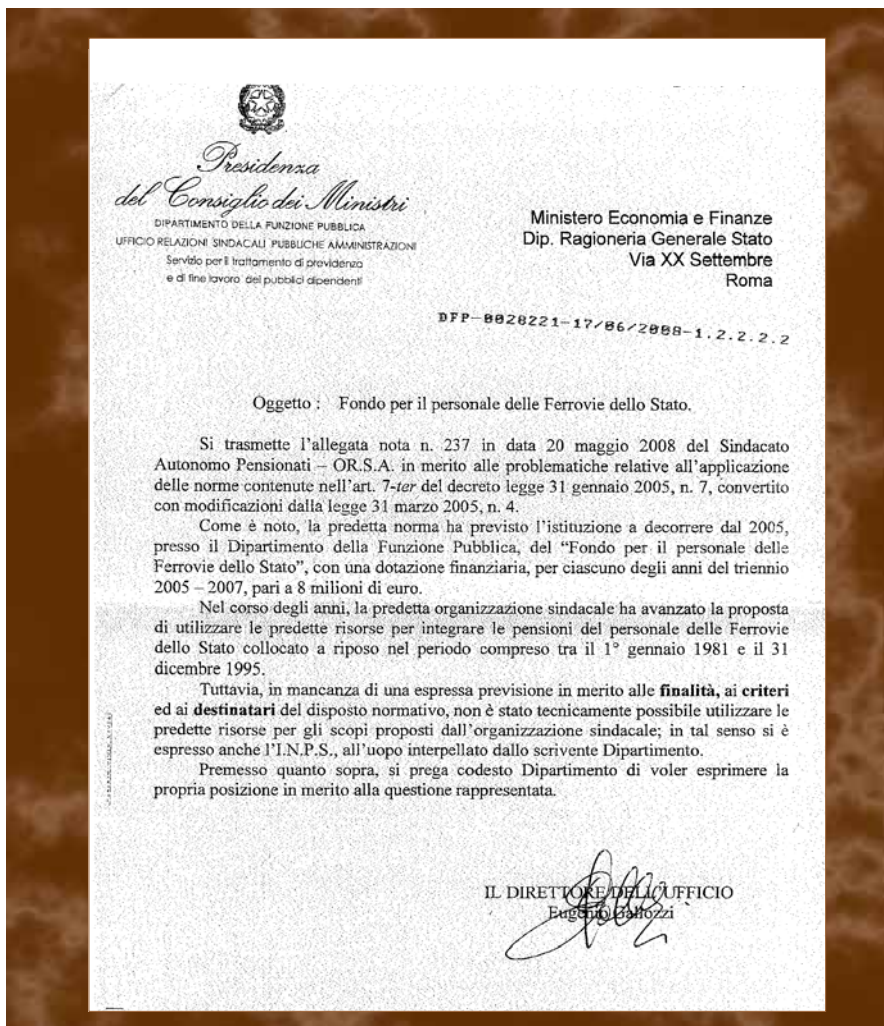 Presidenza
del Consiglio dei Ministri
DIPARTIMENTO DELLA FUNZIONE PUBBLICA
UFFICIO RELAZIONI SINDACALI PUBBLICHE AMMINISTRAZIONI
Servizio per il trattamento di previdenza
e di fine lavoro dei pubblici dipendenti
Ministero Economia e Finanze
Dip. Ragioneria Generale Stato
Via XX Settembre
Roma
DFP-0028221-17/06/2008-1.2.2.2.2
Oggetto : Fondo per il personale delle Ferrovie dello Stato.
Si trasmette l'allegata nota n. 237 in data 20 maggio 2008 del Sindacato
Autonomo Pensionati – OR.S.A. in merito alle problematiche relative all'applicazione
delle norme contenute nell'art. 7-ter del decreto legge 31 gennaio 2005, n. 7, convertito
con modificazioni dalla legge 31 marzo 2005, n. 4.
Come è noto, la predetta norma ha previsto l'istituzione a decorrere dal 2005,
presso il Dipartimento della Funzione Pubblica, del “Fondo per il personale delle
Ferrovie dello Stato”, con una dotazione finanziaria, per ciascuno degli anni del triennio
2005 – 2007, pari a 8 milioni di euro.
Nel corso degli anni, la predetta organizzazione sindacale ha avanzato la proposta
di utilizzare le predette risorse per integrare le pensioni del personale delle Ferrovie
dello Stato collocato a riposo nel periodo compreso tra il 1° gennaio 1981 e il 31
dicembre 1995.
Tuttavia, in mancanza di una espressa previsione in merito alle finalità, ai criteri
ed ai destinatari del disposto normativo, non è stato tecnicamente possibile utilizzare le
predette risorse per gli scopi proposti dall'organizzazione sindacale; in tal senso si è
espresso anche l'I.N.P.S., all'uopo interpellato dallo scrivente Dipartimento.
Premesso quanto sopra, si prega codesto Dipartimento di voler esprimere la
propria posizione in merito alla questione rappresentata.
IL DIRETTORE DELL'UFFICIO
Eugenio Gallozzi